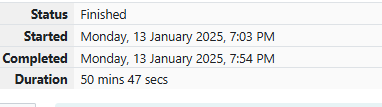 Status Finished
Started Monday, 13 January 2025, 7:03 PM
Completed Monday, 13 January 2025, 7:54 PM
Duration 50 mins 47 secs